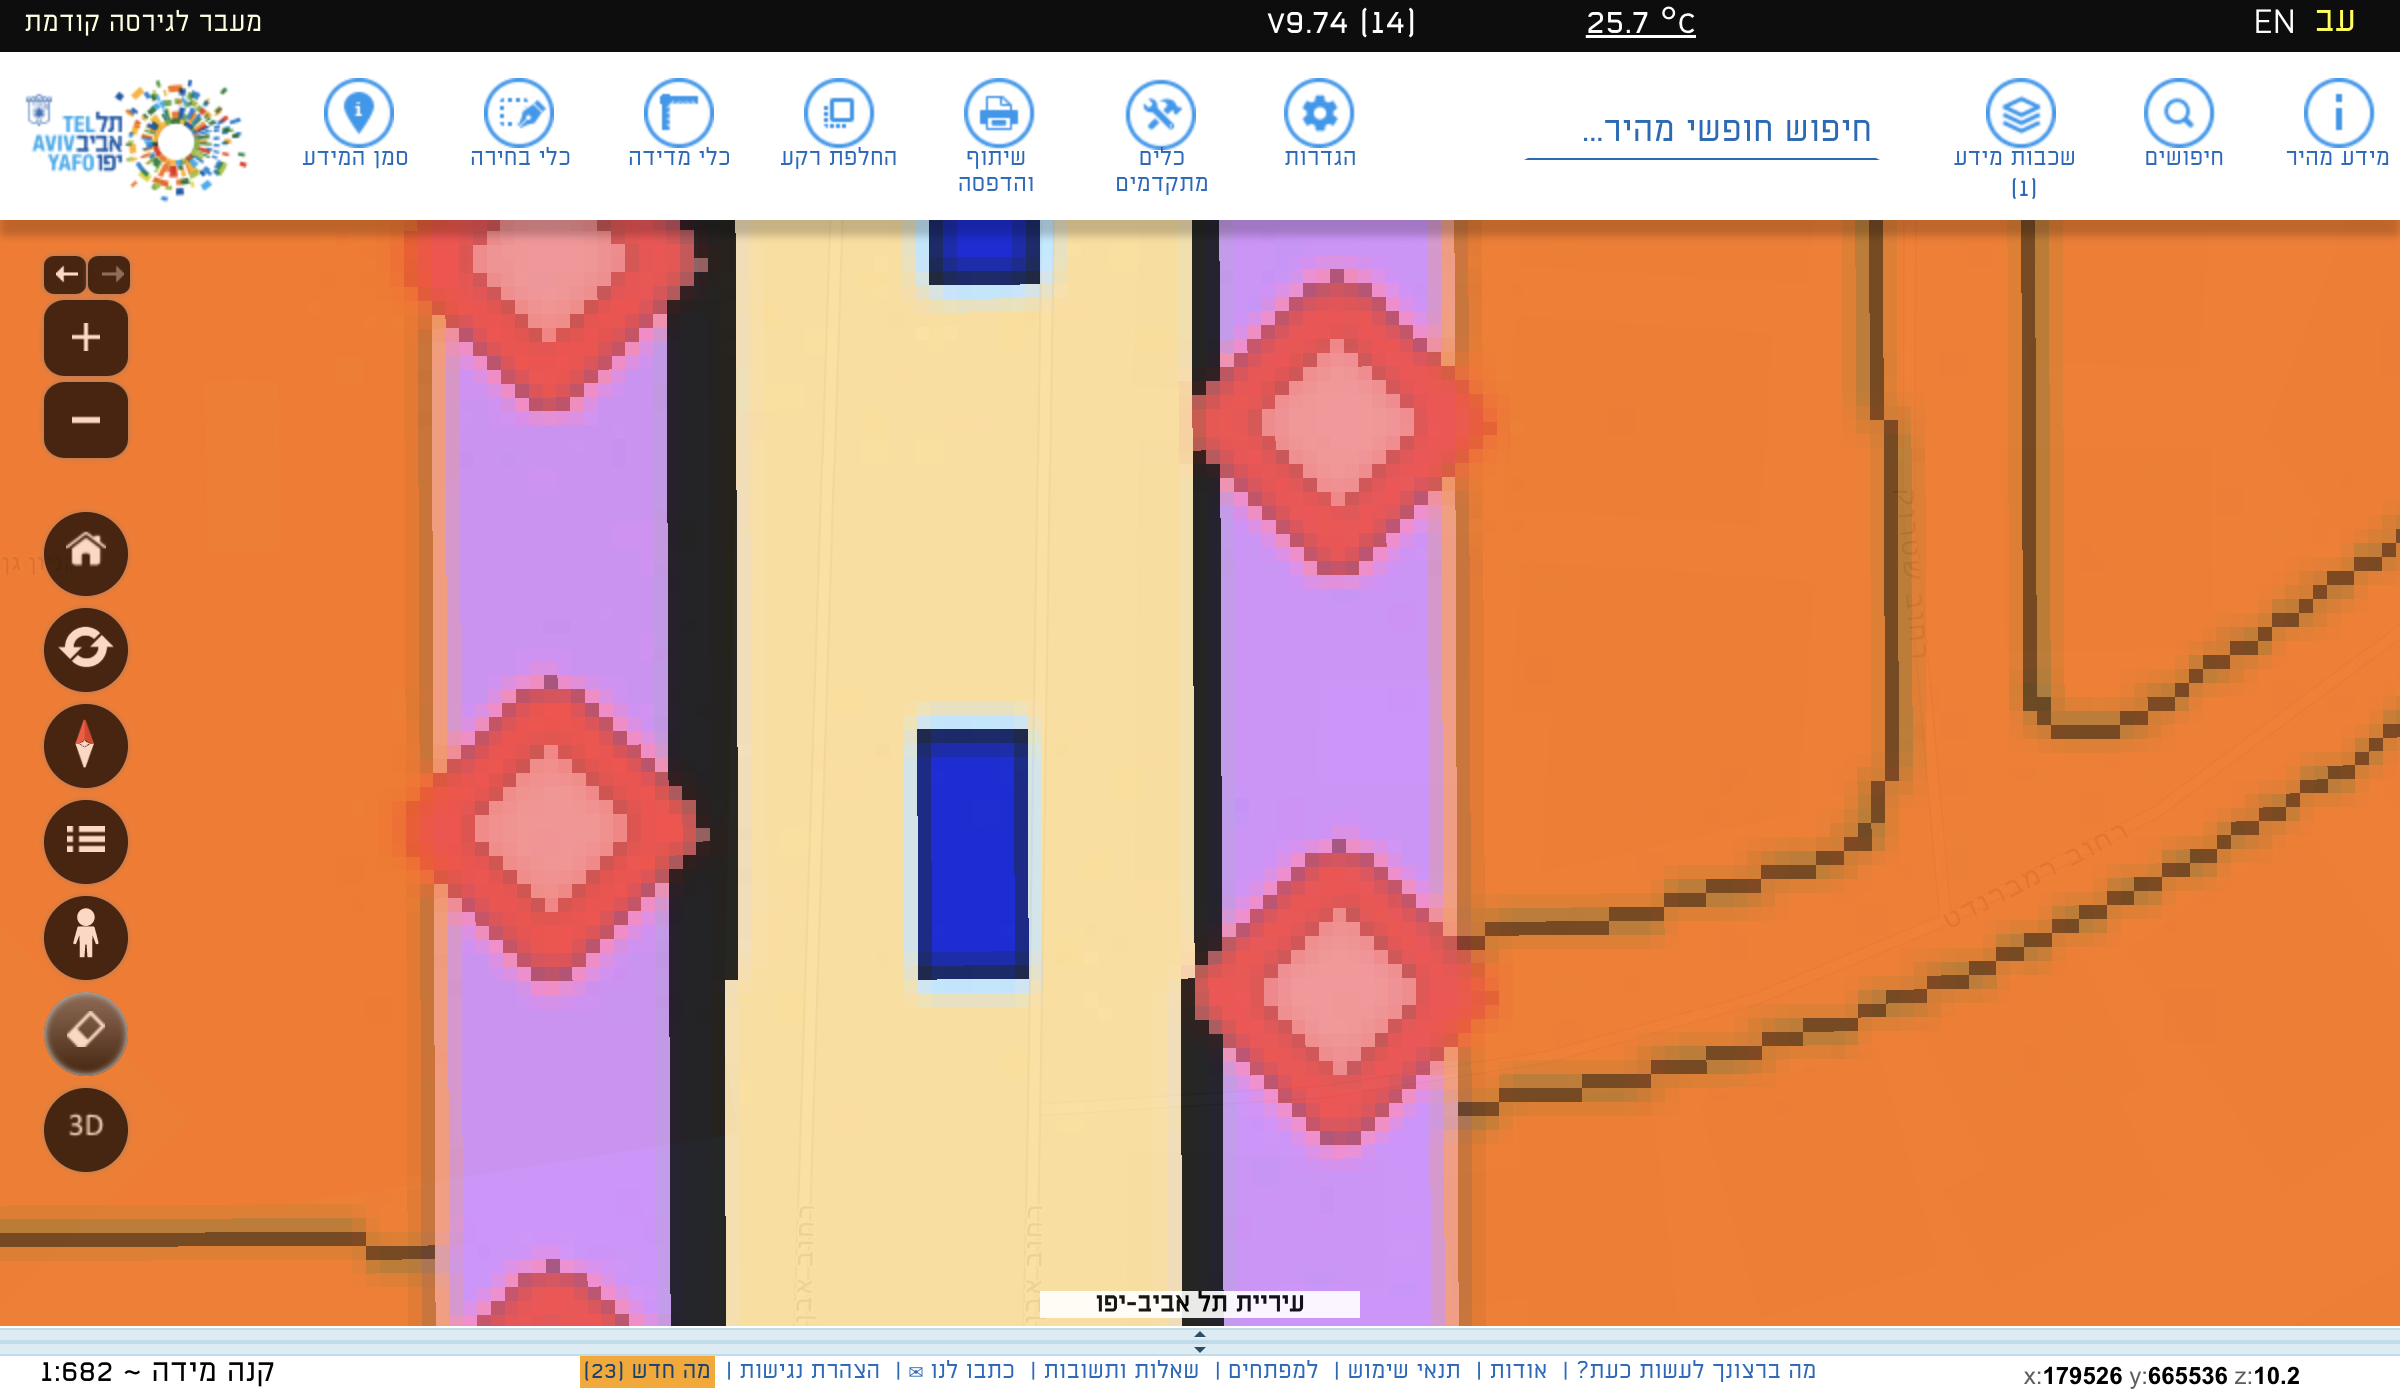 עב EN
25.7 °C
V9.74 (14)
מעבר לגירסה קודמת
מידע מהיר
חיפושים
שכבות מידע
(1)
חיפוש חופשי מהיר...
הגדרות
כלים
מתקדמים
שיתוף
והדפסה
החלפת רקע
כלי מדידה
כלי בחירה
סמן המידע
תל אביב יפו
TEL AVIV YAFO
3D
רחוב רמברנדט
עיריית תל אביב-יפו
מה ברצונך לעשות כעת? | אודות | תנאי שימוש | למפתחים | שאלות ותשובות | כתבו לנו ✉ | הצהרת נגישות | מה חדש (23)
קנה מידה ~ 1:682
x:179526 y:665536 z:10.2